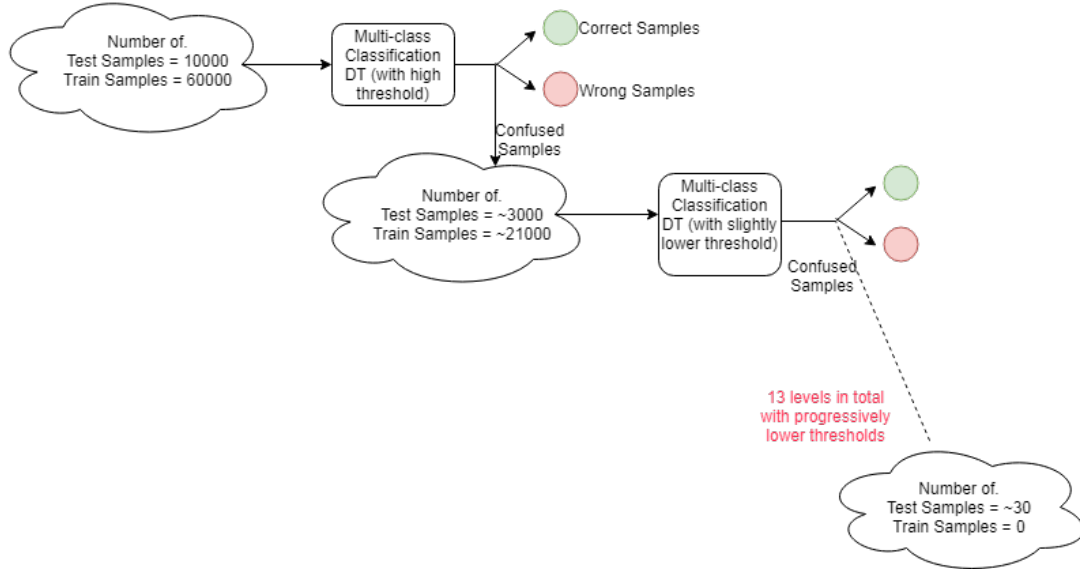 Number of.
Test Samples = 10000
Train Samples = 60000
Multi-class
Classification
DT (with high
threshold)
Correct Samples
Wrong Samples
Confused
Samples
Number of.
Test Samples = ~3000
Train Samples = ~21000
Multi-class
Classification
DT (with slightly
lower threshold)
Confused
Samples
13 levels in total
with progressively
lower thresholds
Number of.
Test Samples = ~30
Train Samples = 0